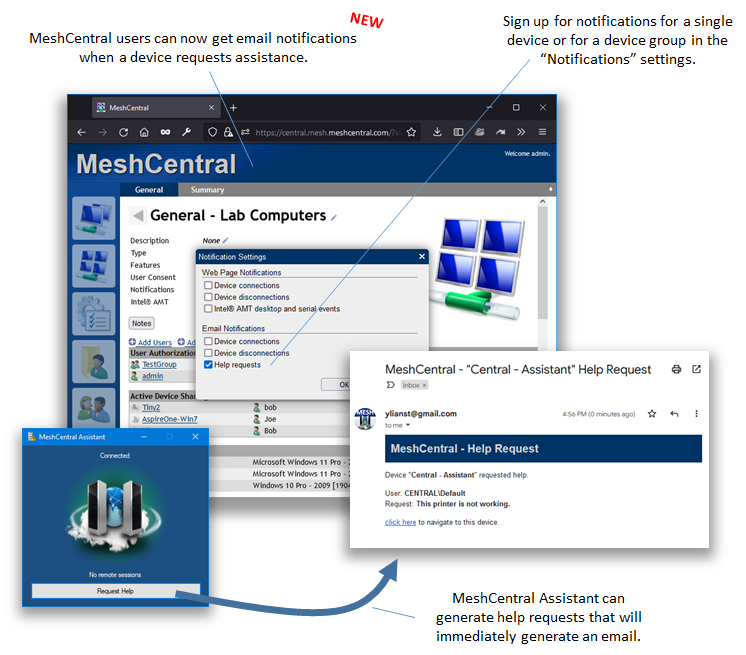 NEW
MeshCentral users can now get email notifications
when a device requests assistance.
Sign up for notifications for a single
device or for a device group in the
“Notifications” settings.
MeshCentral
https://central.mesh.meshcentral.com/?v
MeshCentral
Welcome admin.
General Summary
General - Lab Computers
Description None
Type
Features
User Consent
Notifications
Intel® AMT
Notes
Add Users Ad
User Authorization
TestGroup
admin
Active Device Shar
Tiny2 bob
AspireOne-Win7 Joe
Bob
Microsoft Windows 11 Pro - 2
Microsoft Windows 11 Pro - 2
Windows 10 Pro - 2009 [1904
Notification Settings
Web Page Notifications
Device connections
Device disconnections
Intel® AMT desktop and serial events
Email Notifications
Device connections
Device disconnections
Help requests
OK
MeshCentral - "Central - Assistant" Help Request
Inbox ×
MESH
ylianst@gmail.com 4:56 PM (0 minutes ago)
to me
MeshCentral - Help Request
Device "Central - Assistant" requested help.
User: CENTRAL\Default
Request: This printer is not working.
click here to navigate to this device.
MeshCentral Assistant
Connected
No remote sessions
Request Help
MeshCentral Assistant can
generate help requests that will
immediately generate an email.